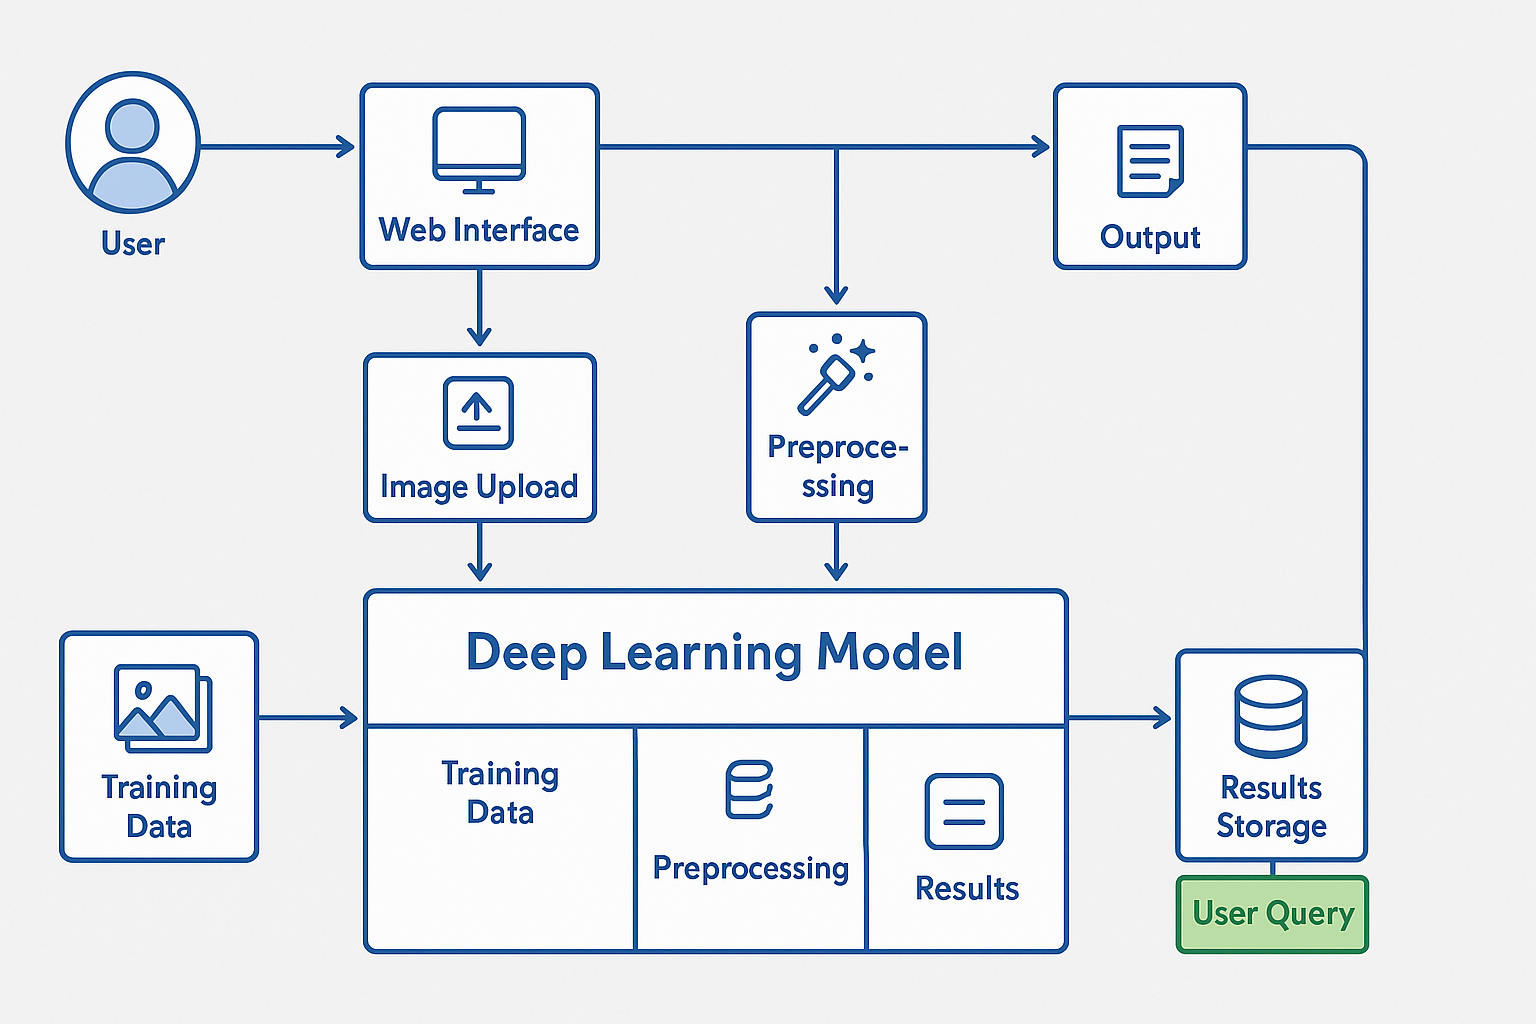 User
Web Interface
Output
Image Upload
Preproce-
ssing
Deep Learning Model
Training
Data
Training
Data
Preprocessing
Results
Results
Storage
User Query